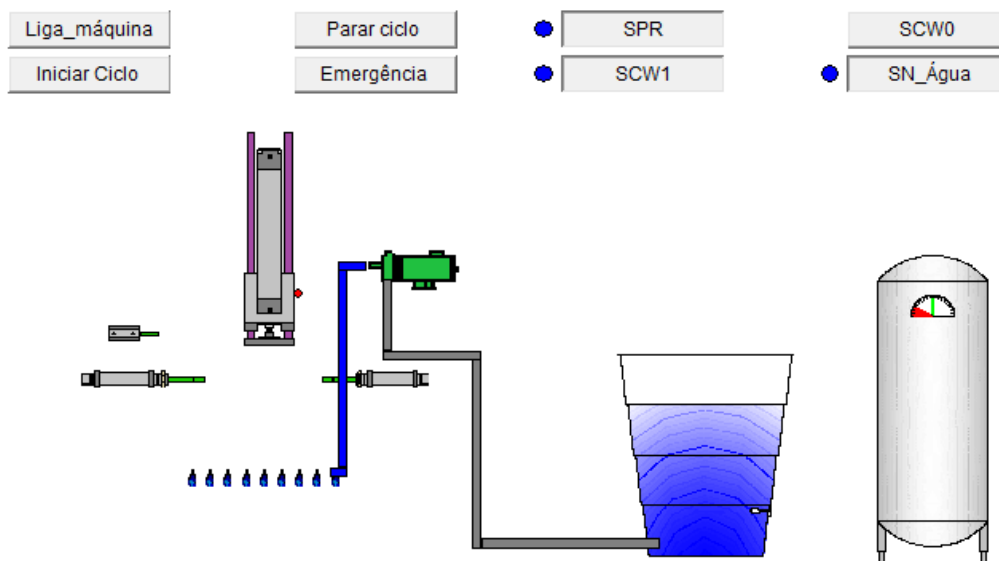 Liga_máquina
Parar ciclo
SPR
SCW0
Iniciar Ciclo
Emergência
SCW1
SN_Água